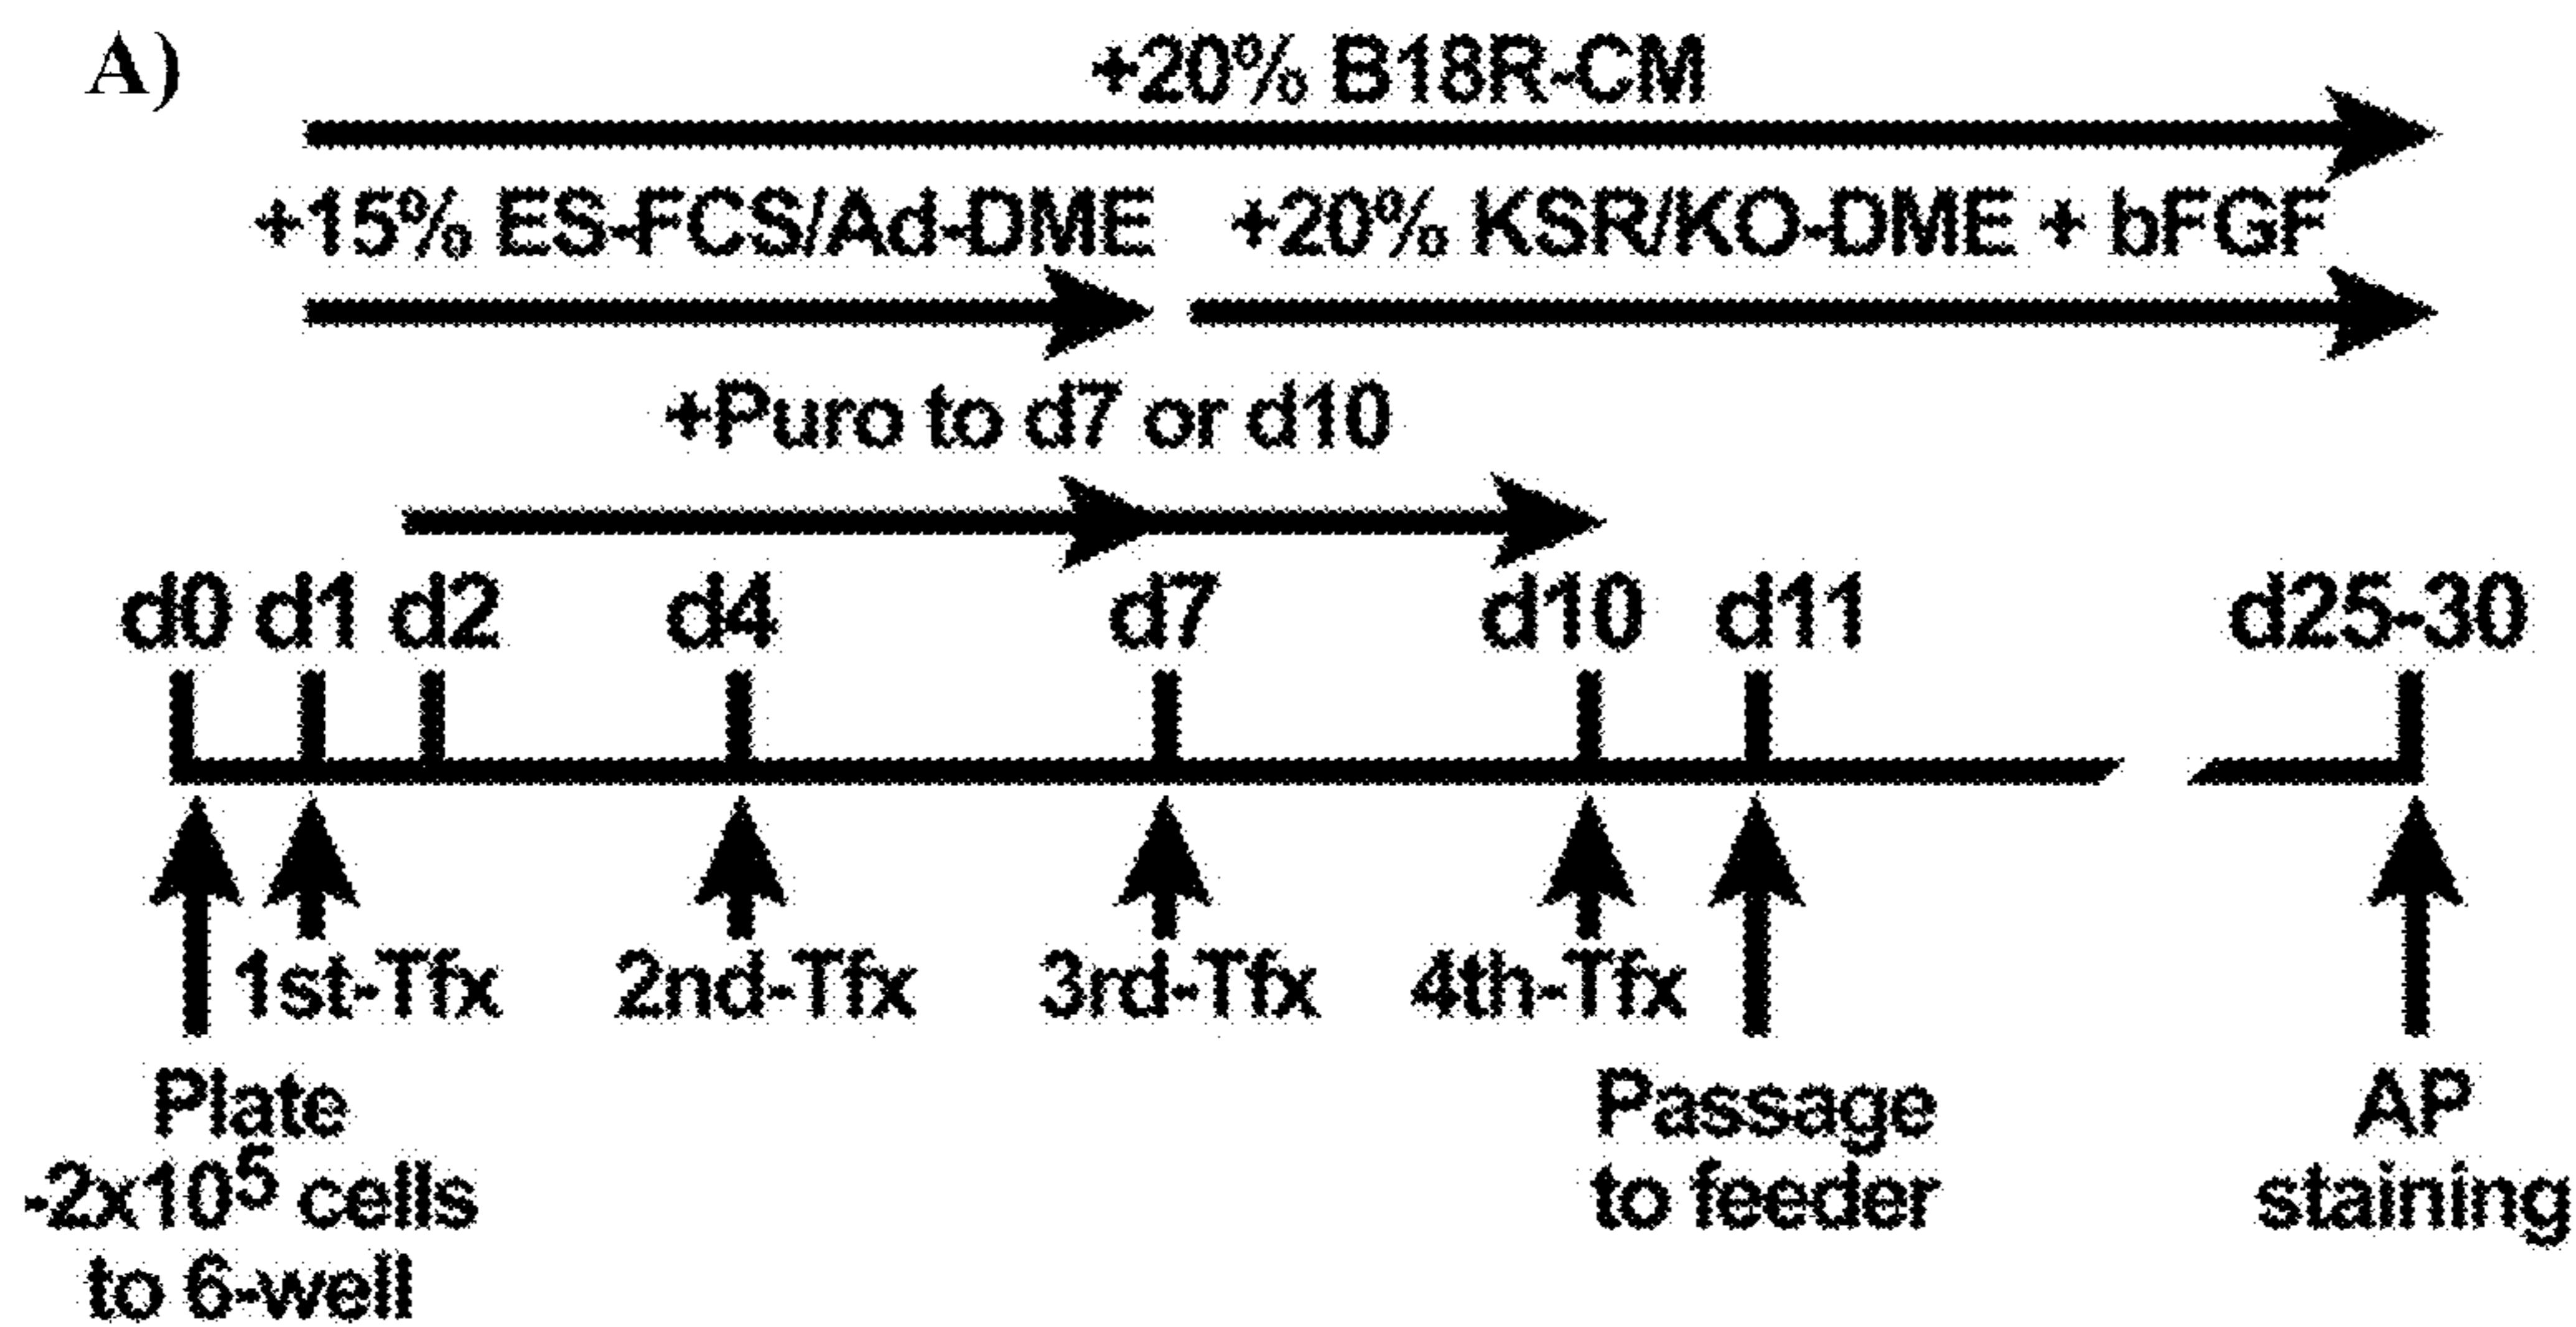 A)
+20% B18R-CM
+15% ES-FCS/Ad-DME +20% KSR/KO-DME + bFGF
+Puro to d7 or d10
d0 d1 d2 d4 d7 d10 d11 d25-30
1st-Tfx 2nd-Tfx 3rd-Tfx 4th-Tfx
Plate
-2x10⁵ cells
to 6-well
Passage
to feeder
AP
staining